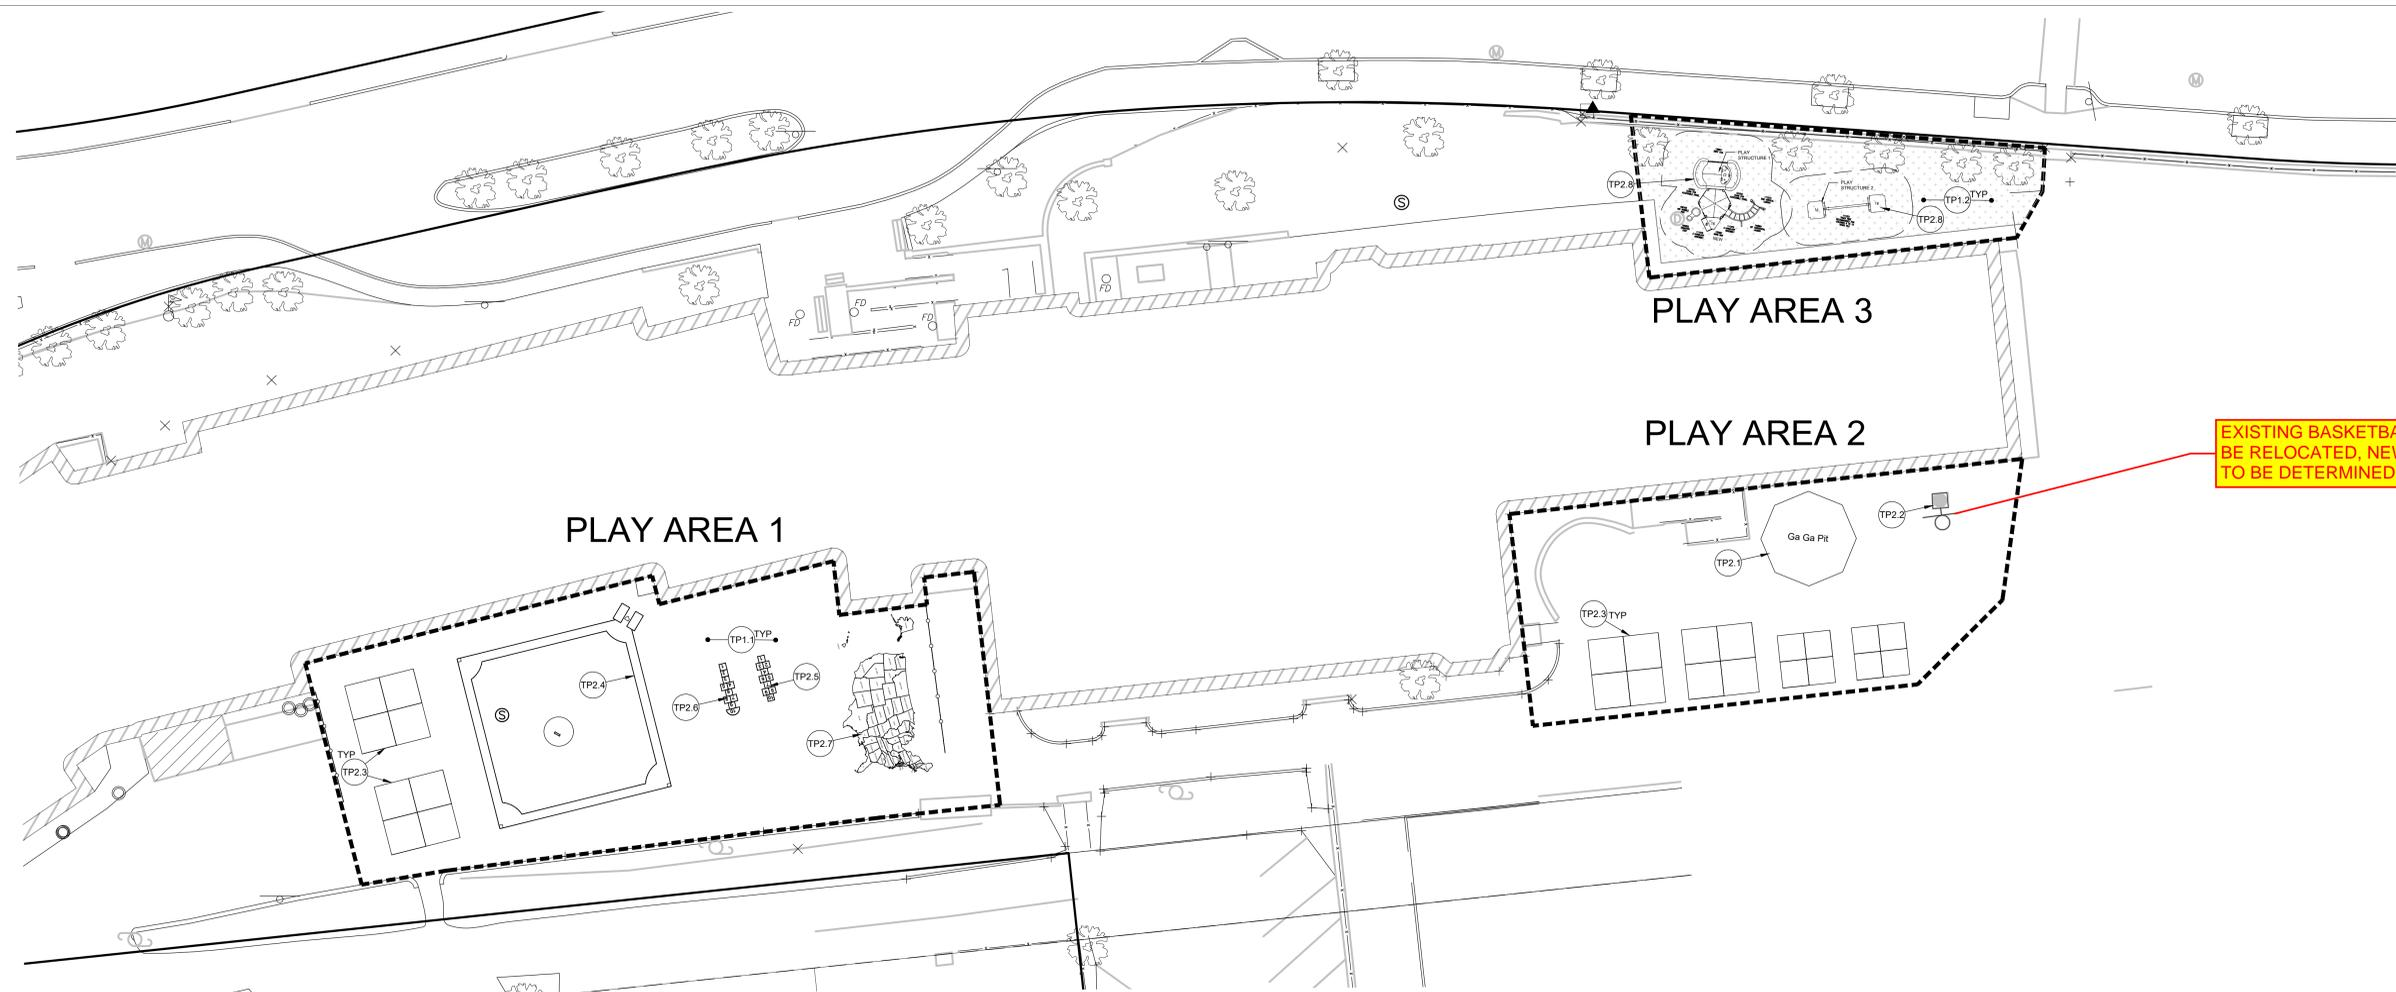 M
M
M
S
TP2.8
PLAY
STRUCTURE 1
PLAY
STRUCTURE 2
TP1.2 TYP
TP2.8
D
NEW
FD
FD
FD
FD
PLAY AREA 3
PLAY AREA 2
EXISTING BASKETBA
BE RELOCATED, NEW
TO BE DETERMINED
TP2.2
Ga Ga Pit
TP2.1
TP2.3 TYP
PLAY AREA 1
TP1.1 TYP
TP2.4
TP2.5
TP2.6
S
TP2.7
TYP
TP2.3